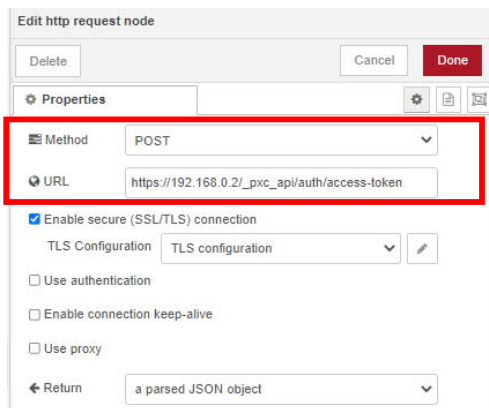 Edit http request node
Delete Cancel Done
Properties
Method POST
URL https://192.168.0.2/_pxc_api/auth/access-token
Enable secure (SSL/TLS) connection
TLS Configuration TLS configuration
Use authentication
Enable connection keep-alive
Use proxy
Return a parsed JSON object